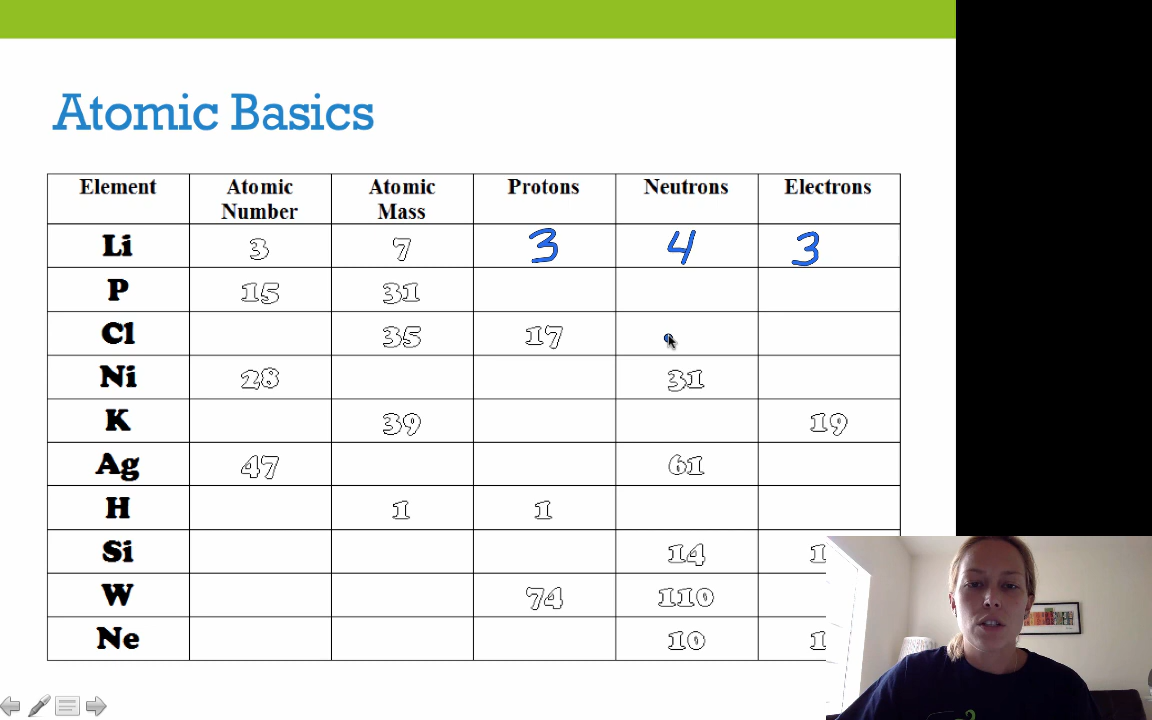 Atomic Basics
Element Atomic Number Atomic Mass Protons Neutrons Electrons
Li 3 7 3 4 3
P 15 31
Cl 35 17
Ni 28 31
K 39 19
Ag 47 61
H 1 1
Si 14
W 74 110
Ne 10